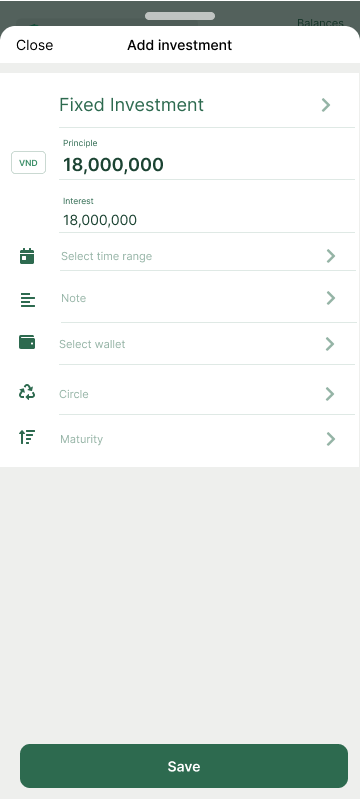 Balances
Close
Add investment
Fixed Investment
Principle
VND
18,000,000
Interest
18,000,000
Select time range
Note
Select wallet
Circle
Maturity
Save